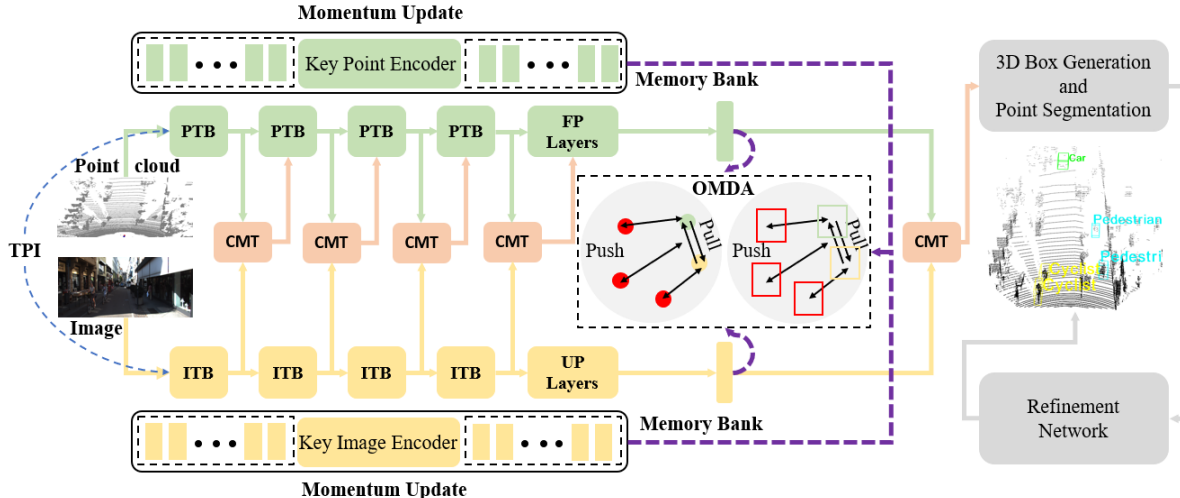 Momentum Update
Key Point Encoder
Memory Bank
3D Box Generation
and
Point Segmentation
PTB
PTB
PTB
PTB
FP
Layers
Point cloud
OMDA
Car
TPI
CMT
CMT
CMT
CMT
Push
Pull
Push
Pull
CMT
Pedestrian
Pedestri
Cyclist
Cyclist
Image
ITB
ITB
ITB
ITB
UP
Layers
Refinement
Network
Key Image Encoder
Memory Bank
Momentum Update